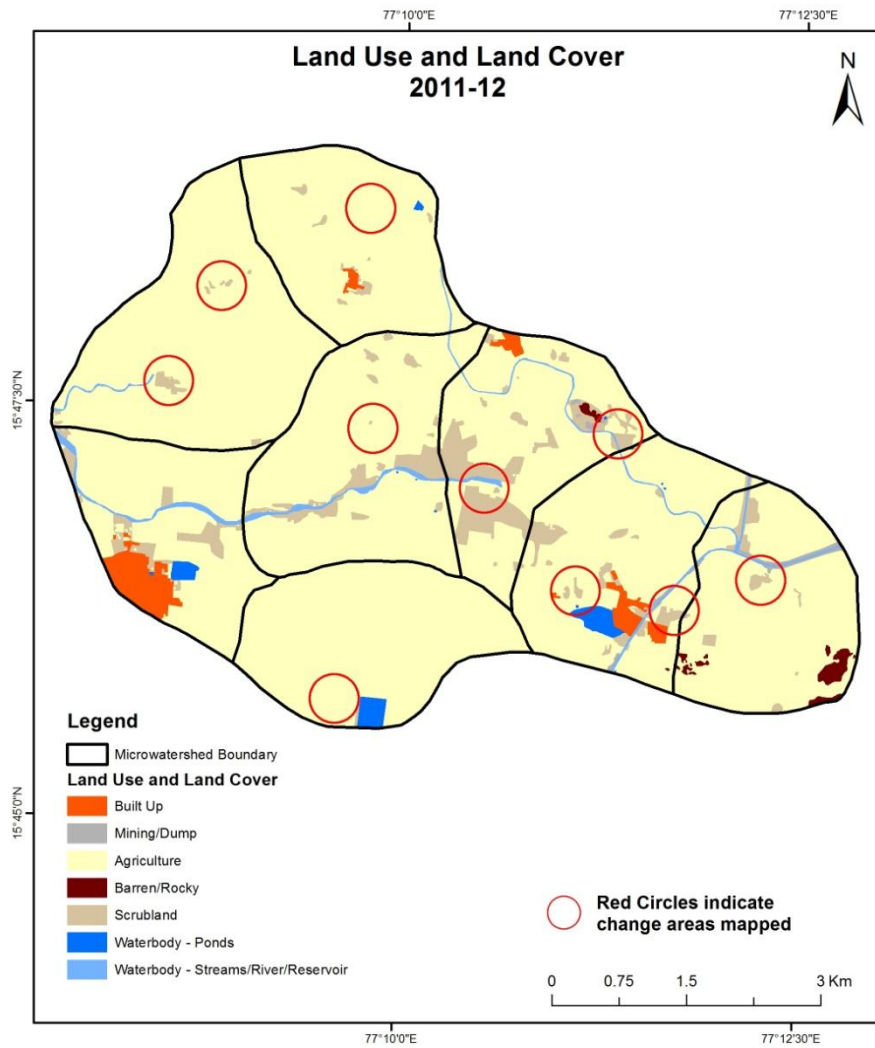 77°10'0"E
77°12'30"E
Land Use and Land Cover
2011-12
N
15°47'30"N
15°45'0"N
Legend
Microwatershed Boundary
Land Use and Land Cover
Built Up
Mining/Dump
Agriculture
Barren/Rocky
Scrubland
Waterbody - Ponds
Waterbody - Streams/River/Reservoir
Red Circles indicate
change areas mapped
0 0.75 1.5 3 Km
77°10'0"E
77°12'30"E